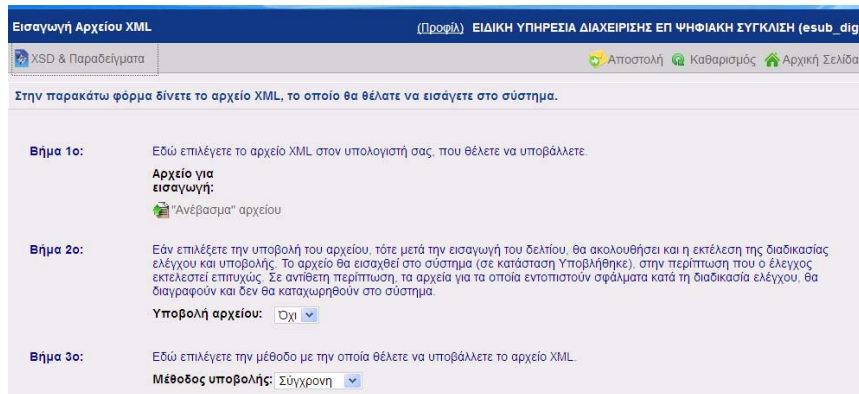 Εισαγωγή Αρχείου XML (Προφίλ) ΕΙΔΙΚΗ ΥΠΗΡΕΣΙΑ ΔΙΑΧΕΙΡΙΣΗΣ ΕΠ ΨΗΦΙΑΚΗ ΣΥΓΚΛΙΣΗ (esub_dig
XSD & Παραδείγματα Αποστολή Καθαρισμός Αρχική Σελίδα
Στην παρακάτω φόρμα δίνετε το αρχείο XML, το οποίο θα θέλατε να εισάγετε στο σύστημα.
Βήμα 1ο: Εδώ επιλέγετε το αρχείο XML στον υπολογιστή σας, που θέλετε να υποβάλλετε.
Αρχείο για
εισαγωγή:
"Ανέβασμα" αρχείου
Βήμα 2ο: Εάν επιλέξετε την υποβολή του αρχείου, τότε μετά την εισαγωγή του δελτίου, θα ακολουθήσει και η εκτέλεση της διαδικασίας
ελέγχου και υποβολής. Το αρχείο θα εισαχθεί στο σύστημα (σε κατάσταση Υποβλήθηκε), στην περίπτωση που ο έλεγχος
εκτελεστεί επιτυχώς. Σε αντίθετη περίπτωση, τα αρχεία για τα οποία εντοπιστούν σφάλματα κατά τη διαδικασία ελέγχου, θα
διαγραφούν και δεν θα καταχωρηθούν στο σύστημα.
Υποβολή αρχείου: Όχι
Βήμα 3ο: Εδώ επιλέγετε την μέθοδο με την οποία θέλετε να υποβάλλετε το αρχείο XML.
Μέθοδος υποβολής: Σύγχρονη